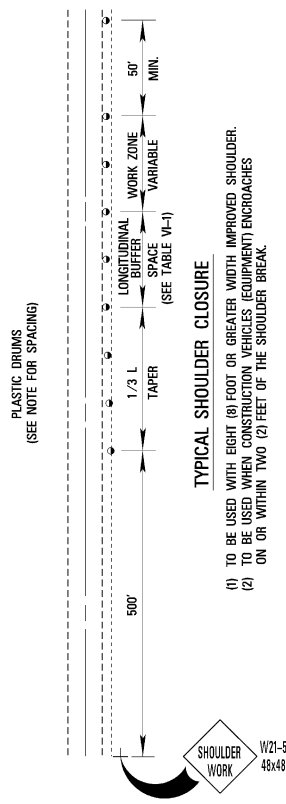 PLASTIC DRUMS
(SEE NOTE FOR SPACING)
50'
MIN.
WORK ZONE
VARIABLE
LONGITUDINAL
BUFFER
SPACE
(SEE TABLE VI-1)
1/3 L
TAPER
500'
TYPICAL SHOULDER CLOSURE
(1) TO BE USED WITH EIGHT (8) FOOT OR GREATER WIDTH IMPROVED SHOULDER.
(2) TO BE USED WHEN CONSTRUCTION VEHICLES (EQUIPMENT) ENCROACHES
ON OR WITHIN TWO (2) FEET OF THE SHOULDER BREAK.
SHOULDER
WORK
W21-5
48x48